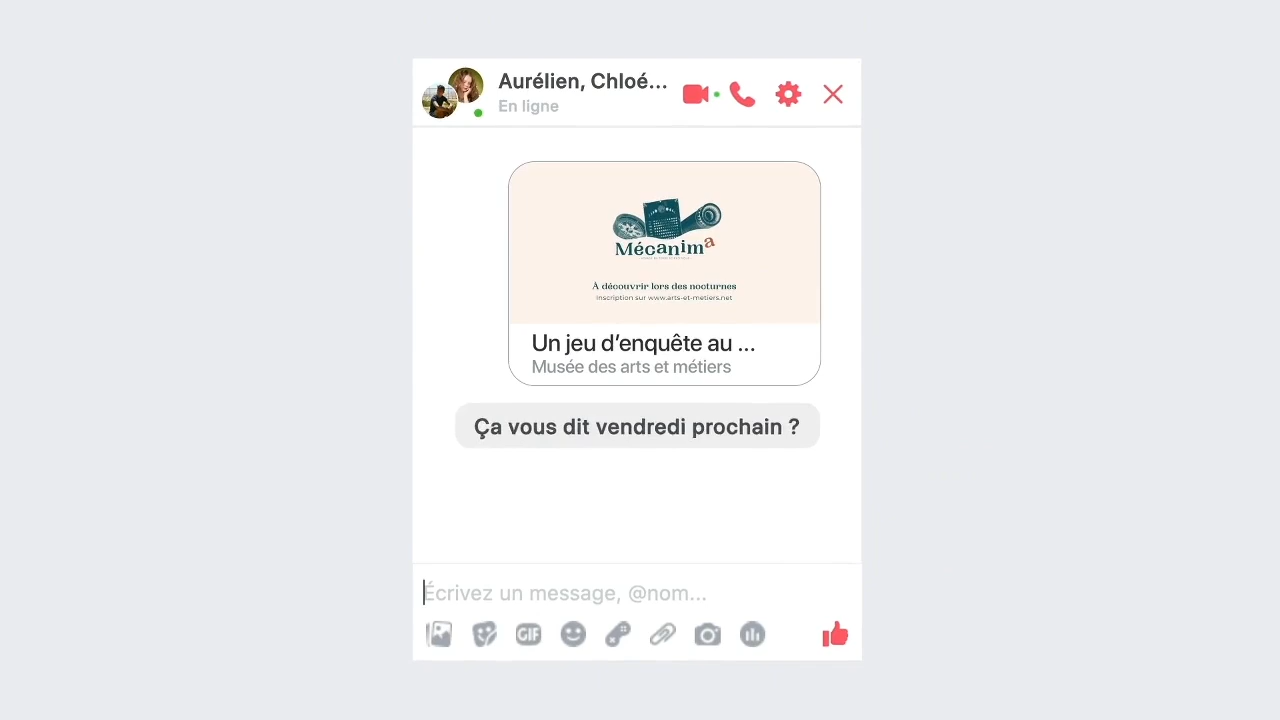 Aurélien, Chloé...
En ligne
Mécanima
À découvrir lors des nocturnes
Inscription sur www.arts-et-metiers.net
Un jeu d’enquête au ...
Musée des arts et métiers
Ça vous dit vendredi prochain ?
Écrivez un message, @nom...
GIF